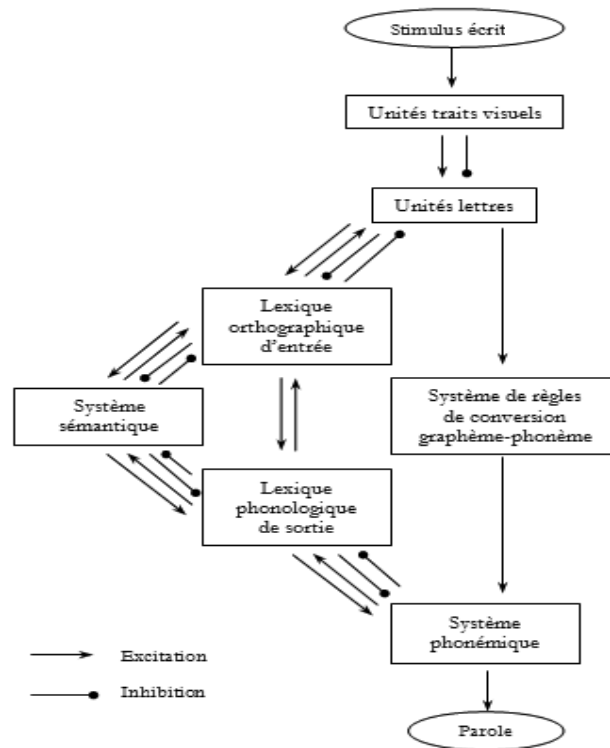 Stimulus écrit
Unités traits visuels
Unités lettres
Lexique
orthographique
d'entrée
Système
sémantique
Système de règles
de conversion
graphème-phonème
Lexique
phonologique
de sortie
Système
phonémique
Excitation
Inhibition
Parole